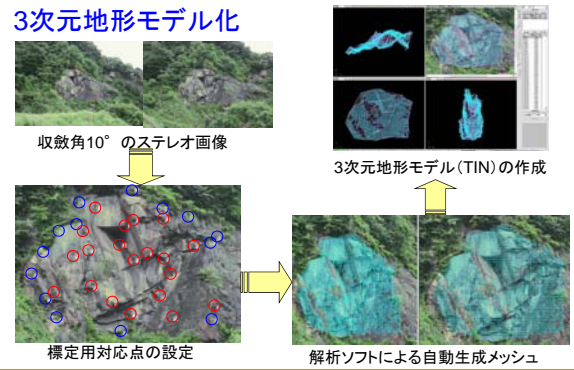 3次元地形モデル化
収斂角10°のステレオ画像
3次元地形モデル(TIN)の作成
標定用対応点の設定
解析ソフトによる自動生成メッシュ